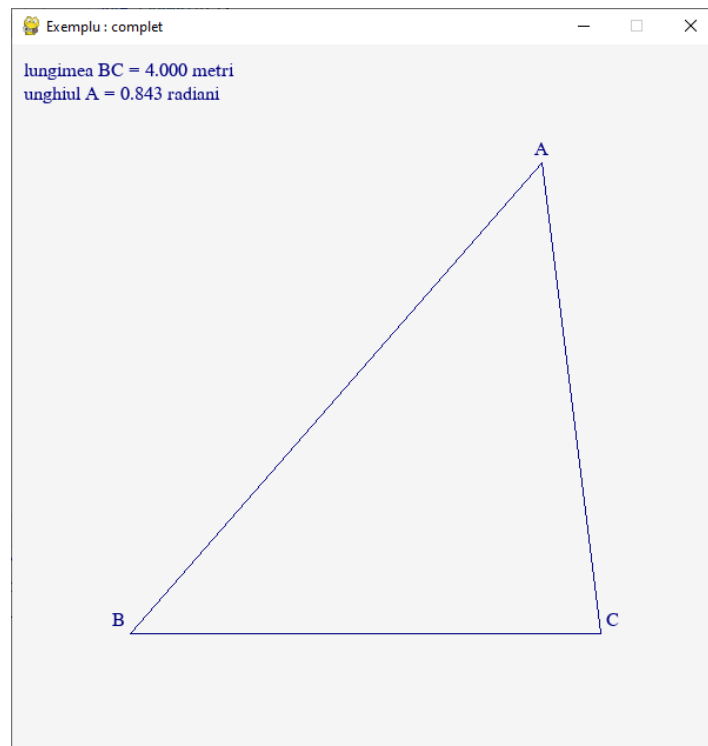 Exemplu : complet
lungimea BC = 4.000 metri
unghiul A = 0.843 radiani
A
B
C